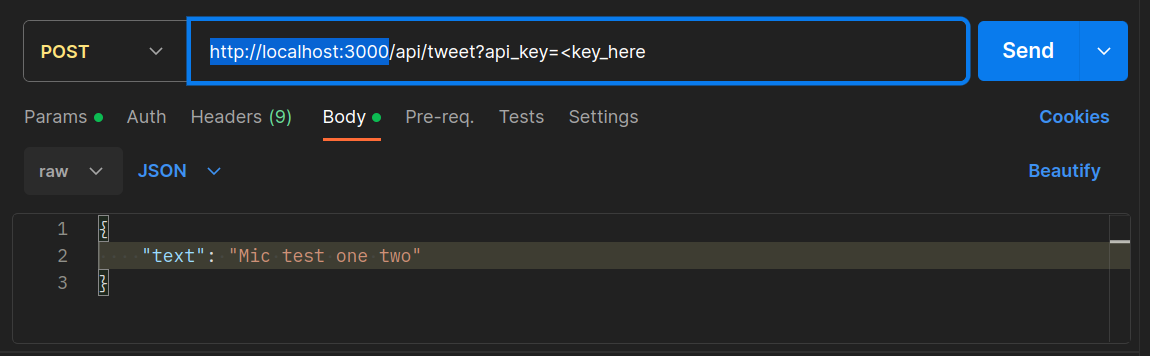 POST http://localhost:3000/api/tweet?api_key=<key_here Send
Params Auth Headers (9) Body Pre-req. Tests Settings Cookies
raw JSON Beautify
1 {
2 "text": "Mic test one two"
3 }